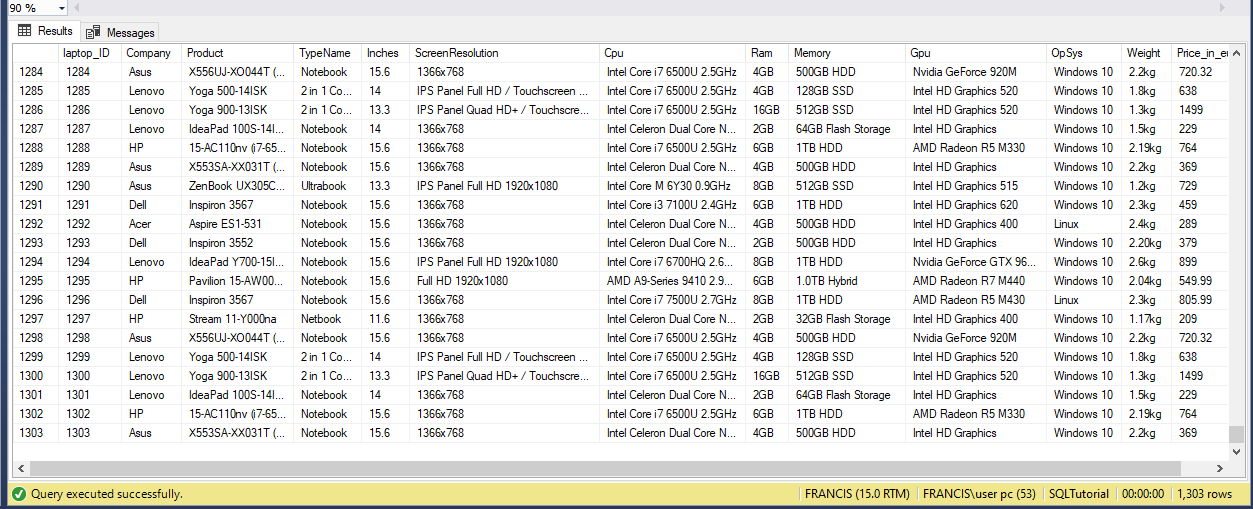 90 %
Results Messages
laptop_ID Company Product TypeName Inches ScreenResolution Cpu Ram Memory Gpu OpSys Weight Price_in_eu
1284 1284 Asus X556UJ-XO044T (... Notebook 15.6 1366x768 Intel Core i7 6500U 2.5GHz 4GB 500GB HDD Nvidia GeForce 920M Windows 10 2.2kg 720.32
1285 1285 Lenovo Yoga 500-14ISK 2 in 1 Co... 14 IPS Panel Full HD / Touchscreen ... Intel Core i7 6500U 2.5GHz 4GB 128GB SSD Intel HD Graphics 520 Windows 10 1.8kg 638
1286 1286 Lenovo Yoga 900-13ISK 2 in 1 Co... 13.3 IPS Panel Quad HD+ / Touchscre... Intel Core i7 6500U 2.5GHz 16GB 512GB SSD Intel HD Graphics 520 Windows 10 1.3kg 1499
1287 1287 Lenovo IdeaPad 100S-14I... Notebook 14 1366x768 Intel Celeron Dual Core N... 2GB 64GB Flash Storage Intel HD Graphics Windows 10 1.5kg 229
1288 1288 HP 15-AC110nv (i7-65... Notebook 15.6 1366x768 Intel Core i7 6500U 2.5GHz 6GB 1TB HDD AMD Radeon R5 M330 Windows 10 2.19kg 764
1289 1289 Asus X553SA-XX031T (... Notebook 15.6 1366x768 Intel Celeron Dual Core N... 4GB 500GB HDD Intel HD Graphics Windows 10 2.2kg 369
1290 1290 Asus ZenBook UX305C... Ultrabook 13.3 IPS Panel Full HD 1920x1080 Intel Core M 6Y30 0.9GHz 8GB 512GB SSD Intel HD Graphics 515 Windows 10 1.2kg 729
1291 1291 Dell Inspiron 3567 Notebook 15.6 1366x768 Intel Core i3 7100U 2.4GHz 6GB 1TB HDD Intel HD Graphics 620 Windows 10 2.3kg 459
1292 1292 Acer Aspire ES1-531 Notebook 15.6 1366x768 Intel Celeron Dual Core N... 4GB 500GB HDD Intel HD Graphics 400 Linux 2.4kg 289
1293 1293 Dell Inspiron 3552 Notebook 15.6 1366x768 Intel Celeron Dual Core N... 2GB 500GB HDD Intel HD Graphics Windows 10 2.20kg 379
1294 1294 Lenovo IdeaPad Y700-15I... Notebook 15.6 IPS Panel Full HD 1920x1080 Intel Core i7 6700HQ 2.6... 8GB 1TB HDD Nvidia GeForce GTX 96... Windows 10 2.6kg 899
1295 1295 HP Pavilion 15-AW00... Notebook 15.6 Full HD 1920x1080 AMD A9-Series 9410 2.9... 6GB 1.0TB Hybrid AMD Radeon R7 M440 Windows 10 2.04kg 549.99
1296 1296 Dell Inspiron 3567 Notebook 15.6 1366x768 Intel Core i7 7500U 2.7GHz 8GB 1TB HDD AMD Radeon R5 M430 Linux 2.3kg 805.99
1297 1297 HP Stream 11-Y000na Netbook 11.6 1366x768 Intel Celeron Dual Core N... 2GB 32GB Flash Storage Intel HD Graphics 400 Windows 10 1.17kg 209
1298 1298 Asus X556UJ-XO044T (... Notebook 15.6 1366x768 Intel Core i7 6500U 2.5GHz 4GB 500GB HDD Nvidia GeForce 920M Windows 10 2.2kg 720.32
1299 1299 Lenovo Yoga 500-14ISK 2 in 1 Co... 14 IPS Panel Full HD / Touchscreen ... Intel Core i7 6500U 2.5GHz 4GB 128GB SSD Intel HD Graphics 520 Windows 10 1.8kg 638
1300 1300 Lenovo Yoga 900-13ISK 2 in 1 Co... 13.3 IPS Panel Quad HD+ / Touchscre... Intel Core i7 6500U 2.5GHz 16GB 512GB SSD Intel HD Graphics 520 Windows 10 1.3kg 1499
1301 1301 Lenovo IdeaPad 100S-14I... Notebook 14 1366x768 Intel Celeron Dual Core N... 2GB 64GB Flash Storage Intel HD Graphics Windows 10 1.5kg 229
1302 1302 HP 15-AC110nv (i7-65... Notebook 15.6 1366x768 Intel Core i7 6500U 2.5GHz 6GB 1TB HDD AMD Radeon R5 M330 Windows 10 2.19kg 764
1303 1303 Asus X553SA-XX031T (... Notebook 15.6 1366x768 Intel Celeron Dual Core N... 4GB 500GB HDD Intel HD Graphics Windows 10 2.2kg 369
Query executed successfully. FRANCIS (15.0 RTM) FRANCIS\user pc (53) SQLTutorial 00:00:00 1,303 rows